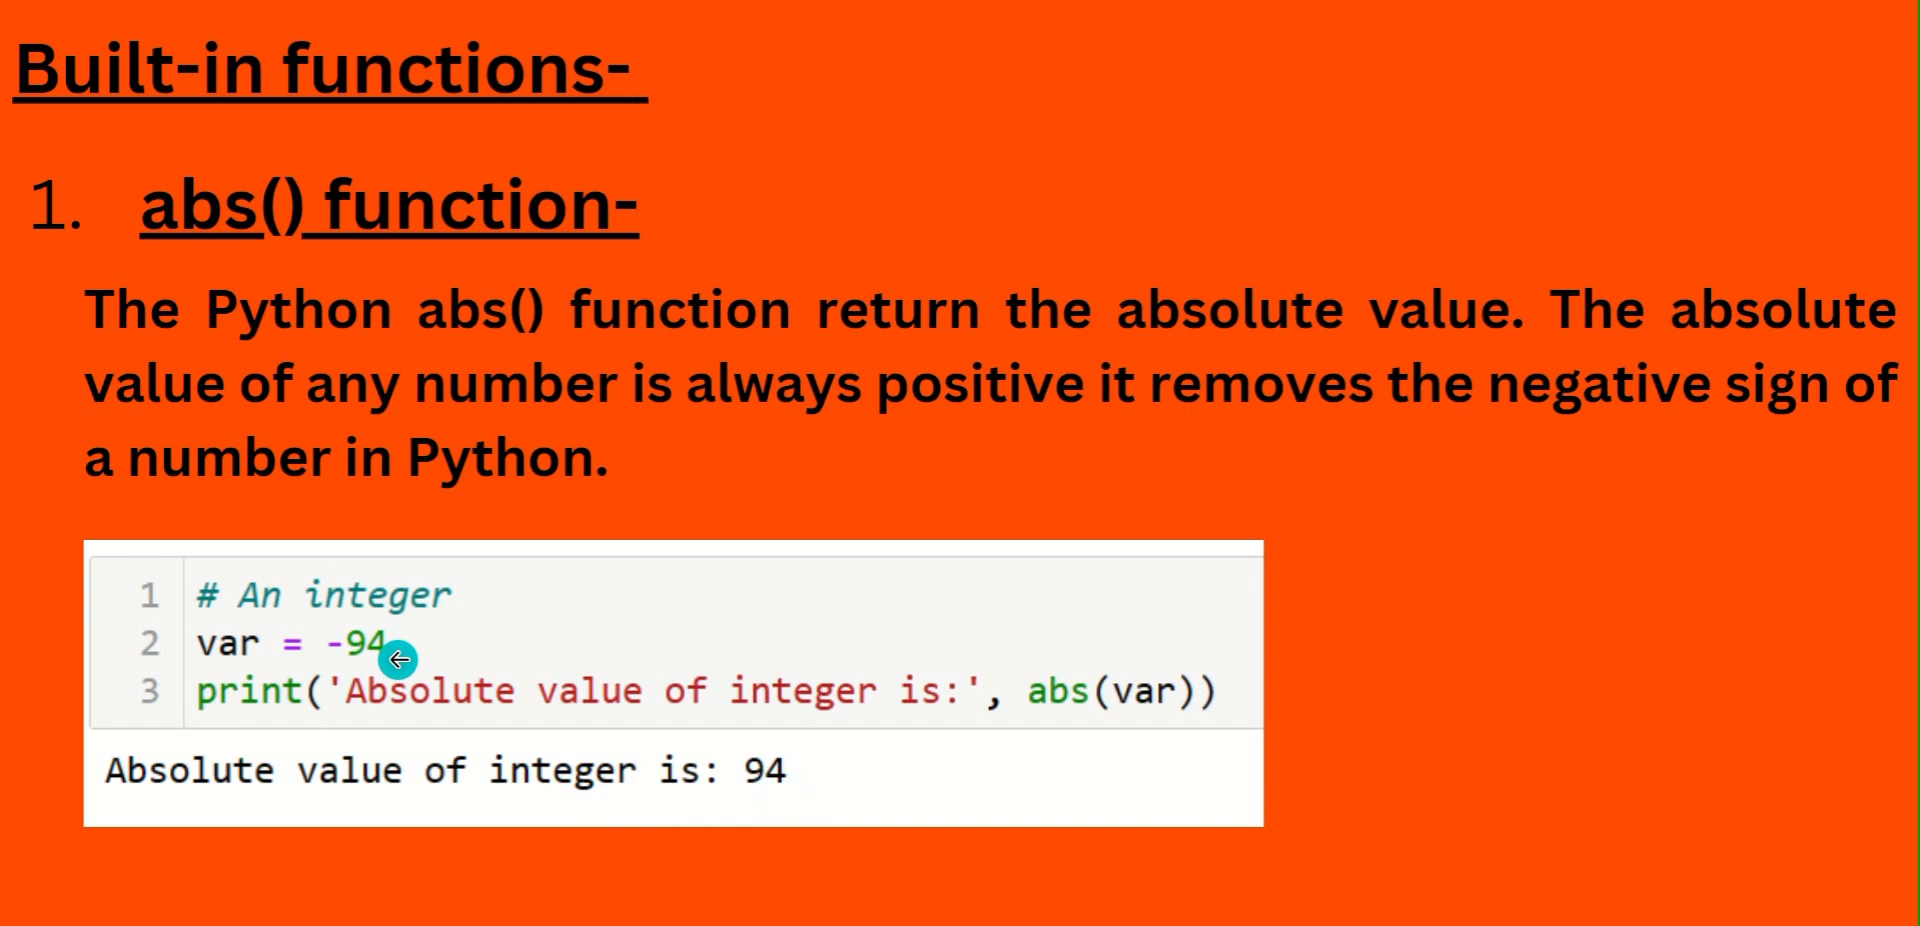 Built-in functions-
1. abs() function-
The Python abs() function return the absolute value. The absolute
value of any number is always positive it removes the negative sign of
a number in Python.
1 # An integer
2 var = -94
3 print('Absolute value of integer is:', abs(var))
Absolute value of integer is: 94